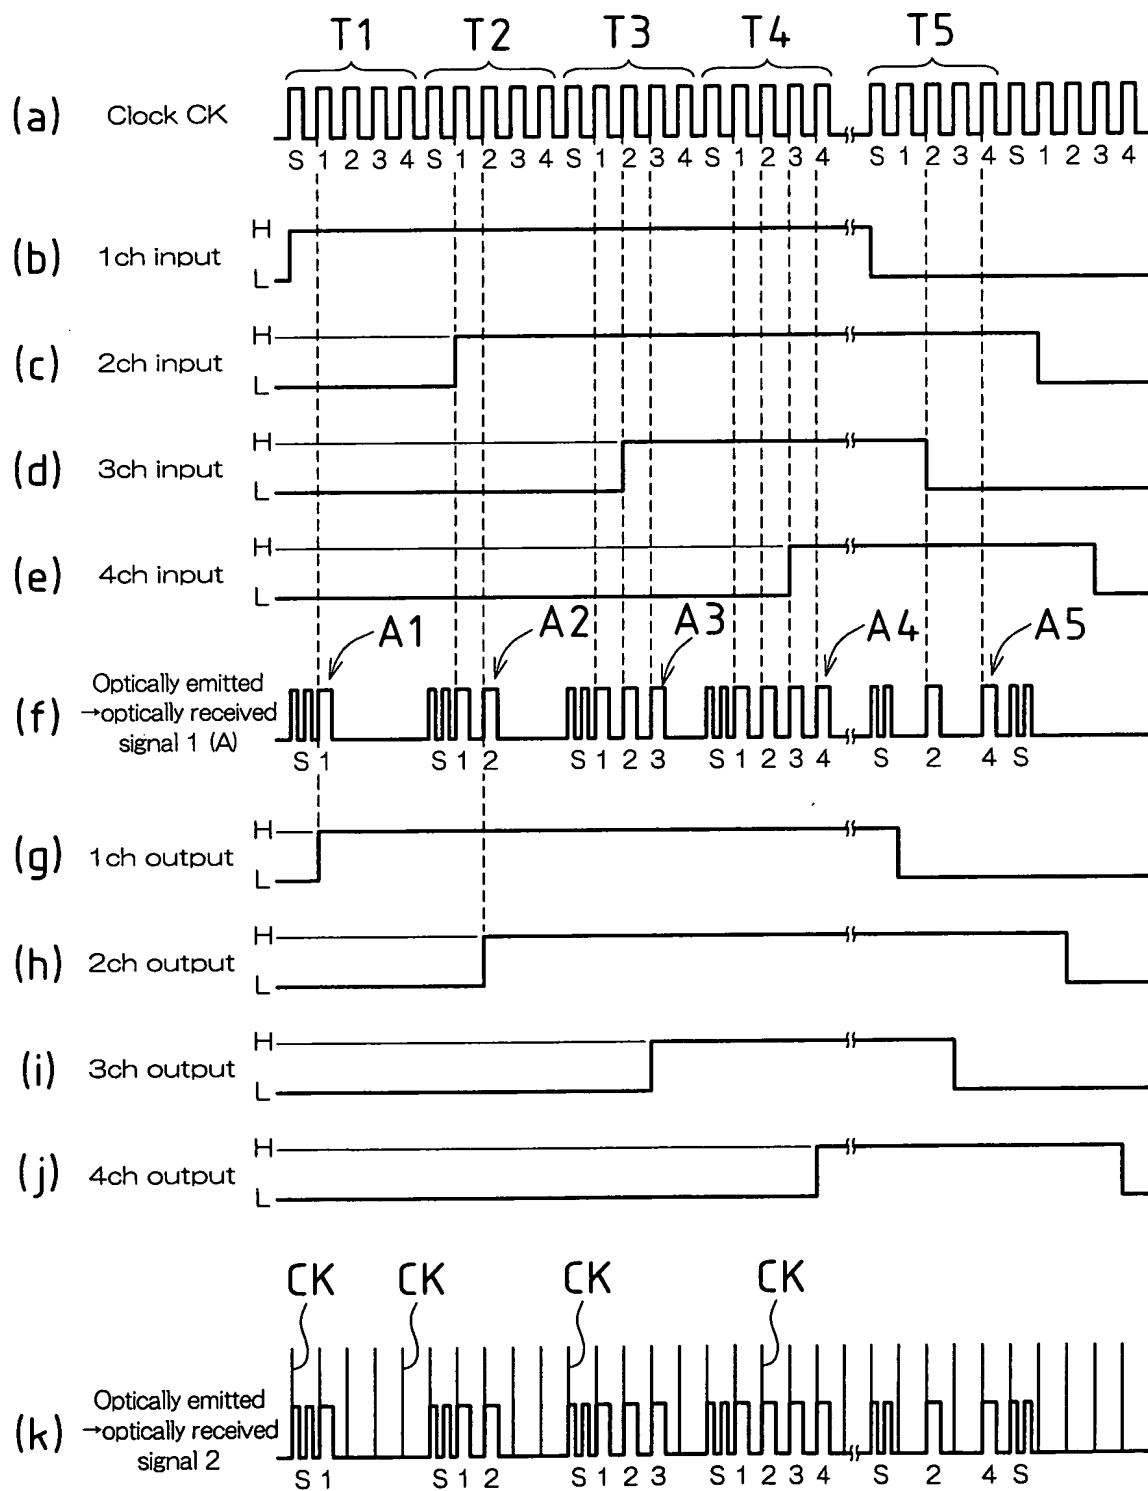 T1 T2 T3 T4 T5
(a) Clock CK
S 1 2 3 4 S 1 2 3 4 S 1 2 3 4 S 1 2 3 4 S 1 2 3 4 S 1 2 3 4
(b) 1ch input H L
(c) 2ch input H L
(d) 3ch input H L
(e) 4ch input H L
A1 A2 A3 A4 A5
(f) Optically emitted
→optically received
signal 1 (A)
S 1 S 1 2 S 1 2 3 S 1 2 3 4 S 2 4 S
(g) 1ch output H L
(h) 2ch output H L
(i) 3ch output H L
(j) 4ch output H L
CK CK CK CK
(k) Optically emitted
→optically received
signal 2
S 1 S 1 2 S 1 2 3 S 1 2 3 4 S 2 4 S